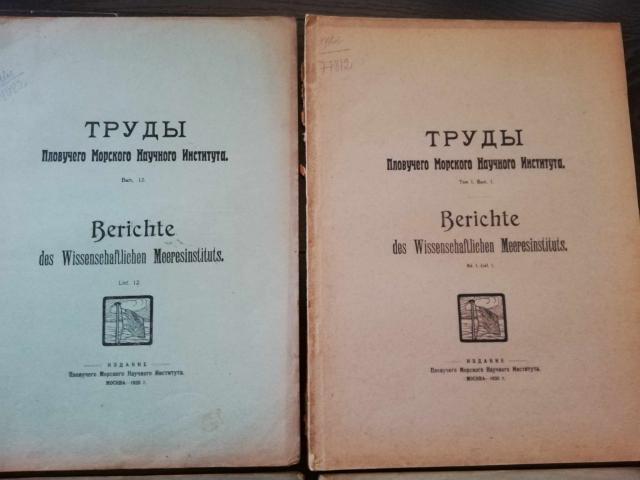 ТРУДЫ
Пловучего Морского Научного Института.
Вып. 12.
Berichte
des Wissenschaftlichen Meeresinstituts.
Lief. 12
ИЗДАНИЕ
Пловучего Морского Научного Института.
МОСКВА
77812
ТРУДЫ
Пловучего Морского Научного Института.
Том I. Вып. 1.
Berichte
des Wissenschaftlichen Meeresinstituts.
Bd. I. Lief. 1.
ИЗДАНИЕ
Пловучего Морского Научного Института.
МОСКВА